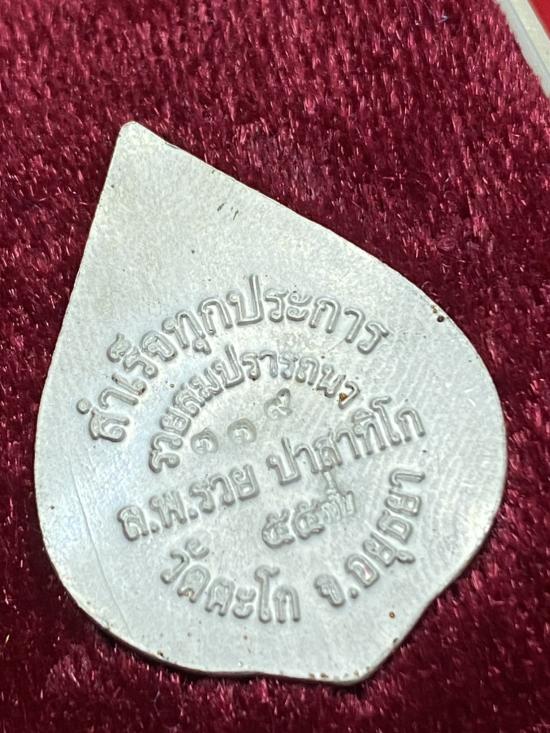 สำเร็จทุกประการ
รวยสมปรารถนา
๑๑๙
ล.พ.รวย ปาสาทิโก
๕๕
วัดตะโก จ.อยุธยา